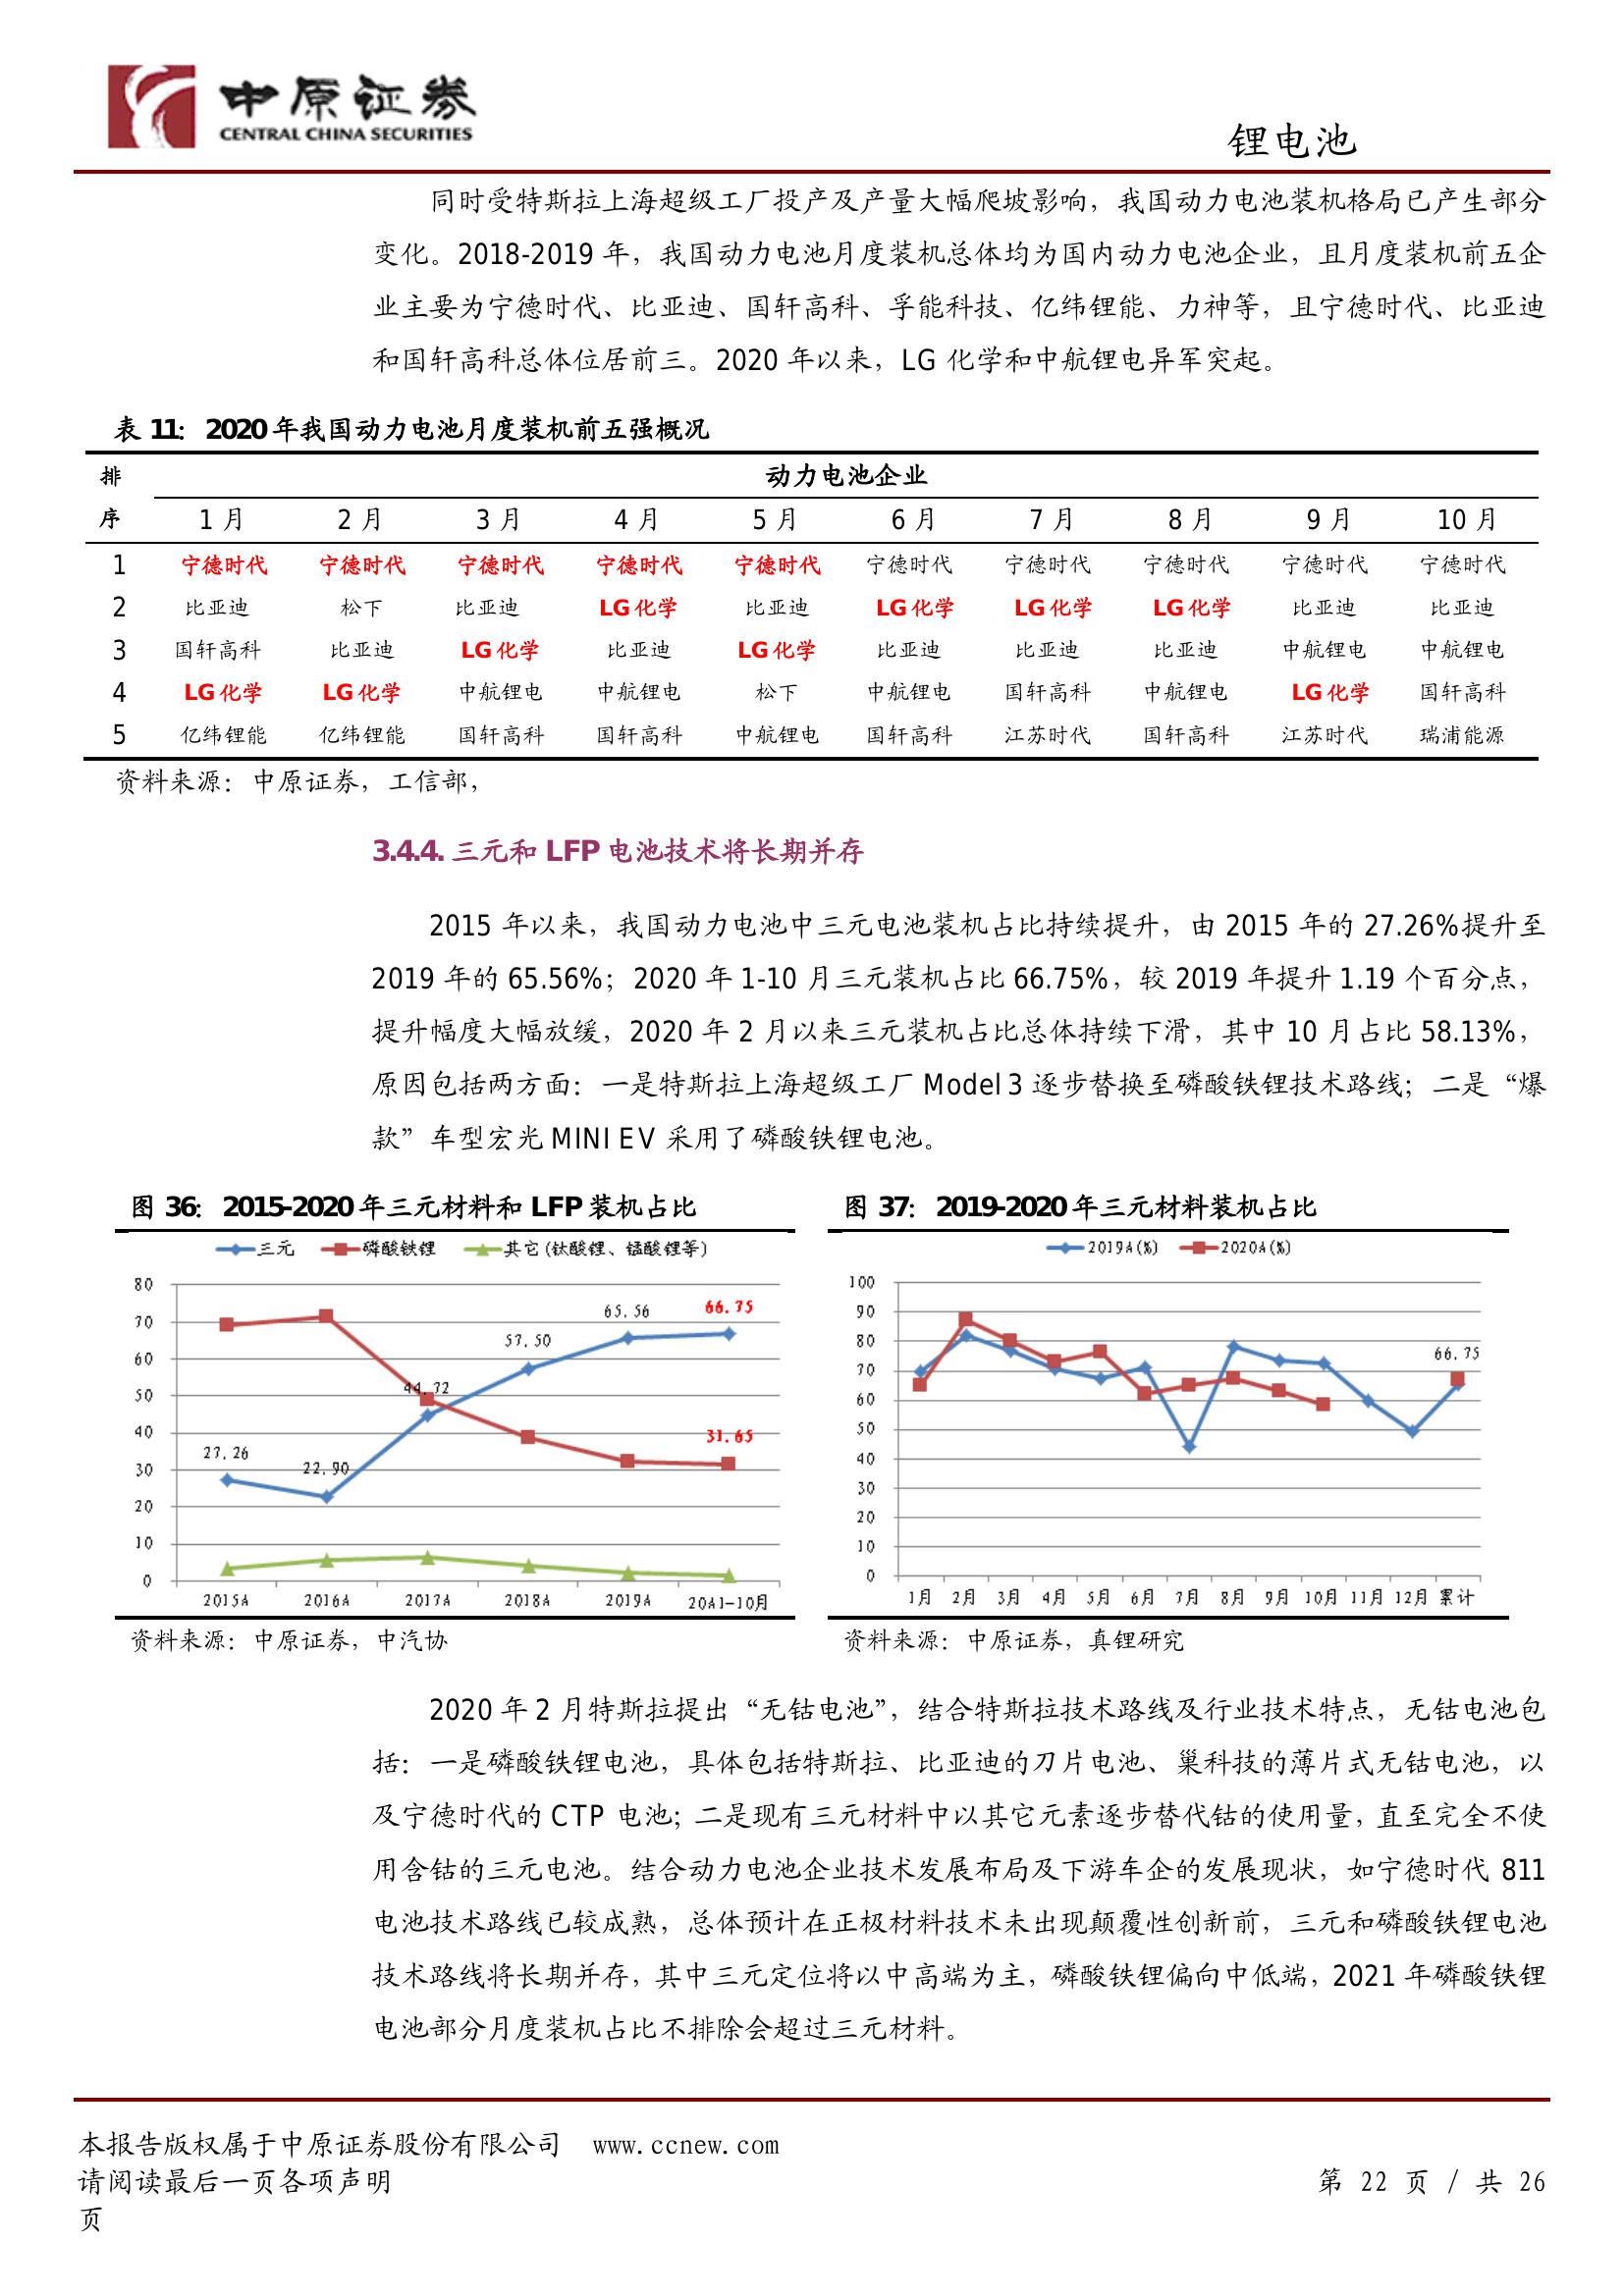 中原证券
CENTRAL CHINA SECURITIES
锂电池
同时受特斯拉上海超级工厂投产及产量大幅爬坡影响，我国动力电池装机格局已产生部分
变化。2018-2019 年，我国动力电池月度装机总体均为国内动力电池企业，且月度装机前五企
业主要为宁德时代、比亚迪、国轩高科、孚能科技、亿纬锂能、力神等，且宁德时代、比亚迪
和国轩高科总体位居前三。2020 年以来，LG 化学和中航锂电异军突起。
表 11：2020 年我国动力电池月度装机前五强概况
排 动力电池企业
序 1 月 2 月 3 月 4 月 5 月 6 月 7 月 8 月 9 月 10 月
1 宁德时代 宁德时代 宁德时代 宁德时代 宁德时代 宁德时代 宁德时代 宁德时代 宁德时代 宁德时代
2 比亚迪 松下 比亚迪 LG 化学 比亚迪 LG 化学 LG 化学 LG 化学 比亚迪 比亚迪
3 国轩高科 比亚迪 LG 化学 比亚迪 LG 化学 比亚迪 比亚迪 比亚迪 中航锂电 中航锂电
4 LG 化学 LG 化学 中航锂电 中航锂电 松下 中航锂电 国轩高科 中航锂电 LG 化学 国轩高科
5 亿纬锂能 亿纬锂能 国轩高科 国轩高科 中航锂电 国轩高科 江苏时代 国轩高科 江苏时代 瑞浦能源
资料来源：中原证券，工信部，
3.4.4. 三元和 LFP 电池技术将长期并存
2015 年以来，我国动力电池中三元电池装机占比持续提升，由 2015 年的 27.26%提升至
2019 年的 65.56%；2020 年 1-10 月三元装机占比 66.75%，较 2019 年提升 1.19 个百分点，
提升幅度大幅放缓，2020 年 2 月以来三元装机占比总体持续下滑，其中 10 月占比 58.13%，
原因包括两方面：一是特斯拉上海超级工厂 Model 3 逐步替换至磷酸铁锂技术路线；二是“爆
款”车型宏光 MINI EV 采用了磷酸铁锂电池。
图 36：2015-2020 年三元材料和 LFP 装机占比
三元 磷酸铁锂 其它(钛酸锂、锰酸锂等)
80
70
60
50
40
30
20
10
0
27.26
22.90
44.72
57.50
65.56
66.75
31.65
2015A 2016A 2017A 2018A 2019A 20A1-10月
资料来源：中原证券，中汽协
图 37：2019-2020 年三元材料装机占比
2019A(%) 2020A(%)
100
90
80
70
60
50
40
30
20
10
0
66.75
1月 2月 3月 4月 5月 6月 7月 8月 9月 10月 11月 12月 累计
资料来源：中原证券，真锂研究
2020 年 2 月特斯拉提出“无钴电池”，结合特斯拉技术路线及行业技术特点，无钴电池包
括：一是磷酸铁锂电池，具体包括特斯拉、比亚迪的刀片电池、巢科技的薄片式无钴电池，以
及宁德时代的 CTP 电池；二是现有三元材料中以其它元素逐步替代钴的使用量，直至完全不使
用含钴的三元电池。结合动力电池企业技术发展布局及下游车企的发展现状，如宁德时代 811
电池技术路线已较成熟，总体预计在正极材料技术未出现颠覆性创新前，三元和磷酸铁锂电池
技术路线将长期并存，其中三元定位将以中高端为主，磷酸铁锂偏向中低端，2021 年磷酸铁锂
电池部分月度装机占比不排除会超过三元材料。
本报告版权属于中原证券股份有限公司 www.ccnew.com
请阅读最后一页各项声明 第 22 页 / 共 26
页